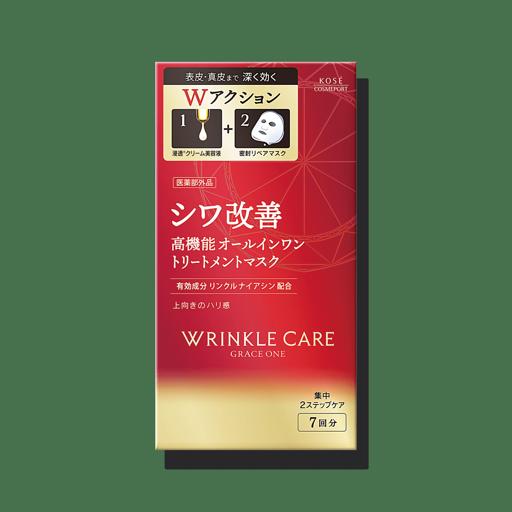 表皮・真皮まで 深く効く
Wアクション
1 + 2
浸透*クリーム美容液 密封リペアマスク
KOSÉ
COSMEPORT
医薬部外品
シワ改善
高機能 オールインワン
トリートメントマスク
有効成分 リンクルナイアシン 配合
上向きのハリ感
WRINKLE CARE
GRACE ONE
集中
2ステップケア
7回分